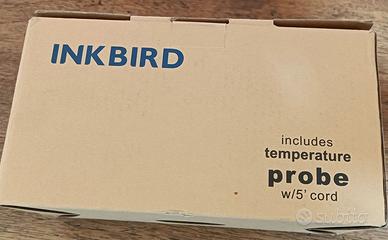 INKBIRD
includes
temperature
probe
w/5' cord
subito